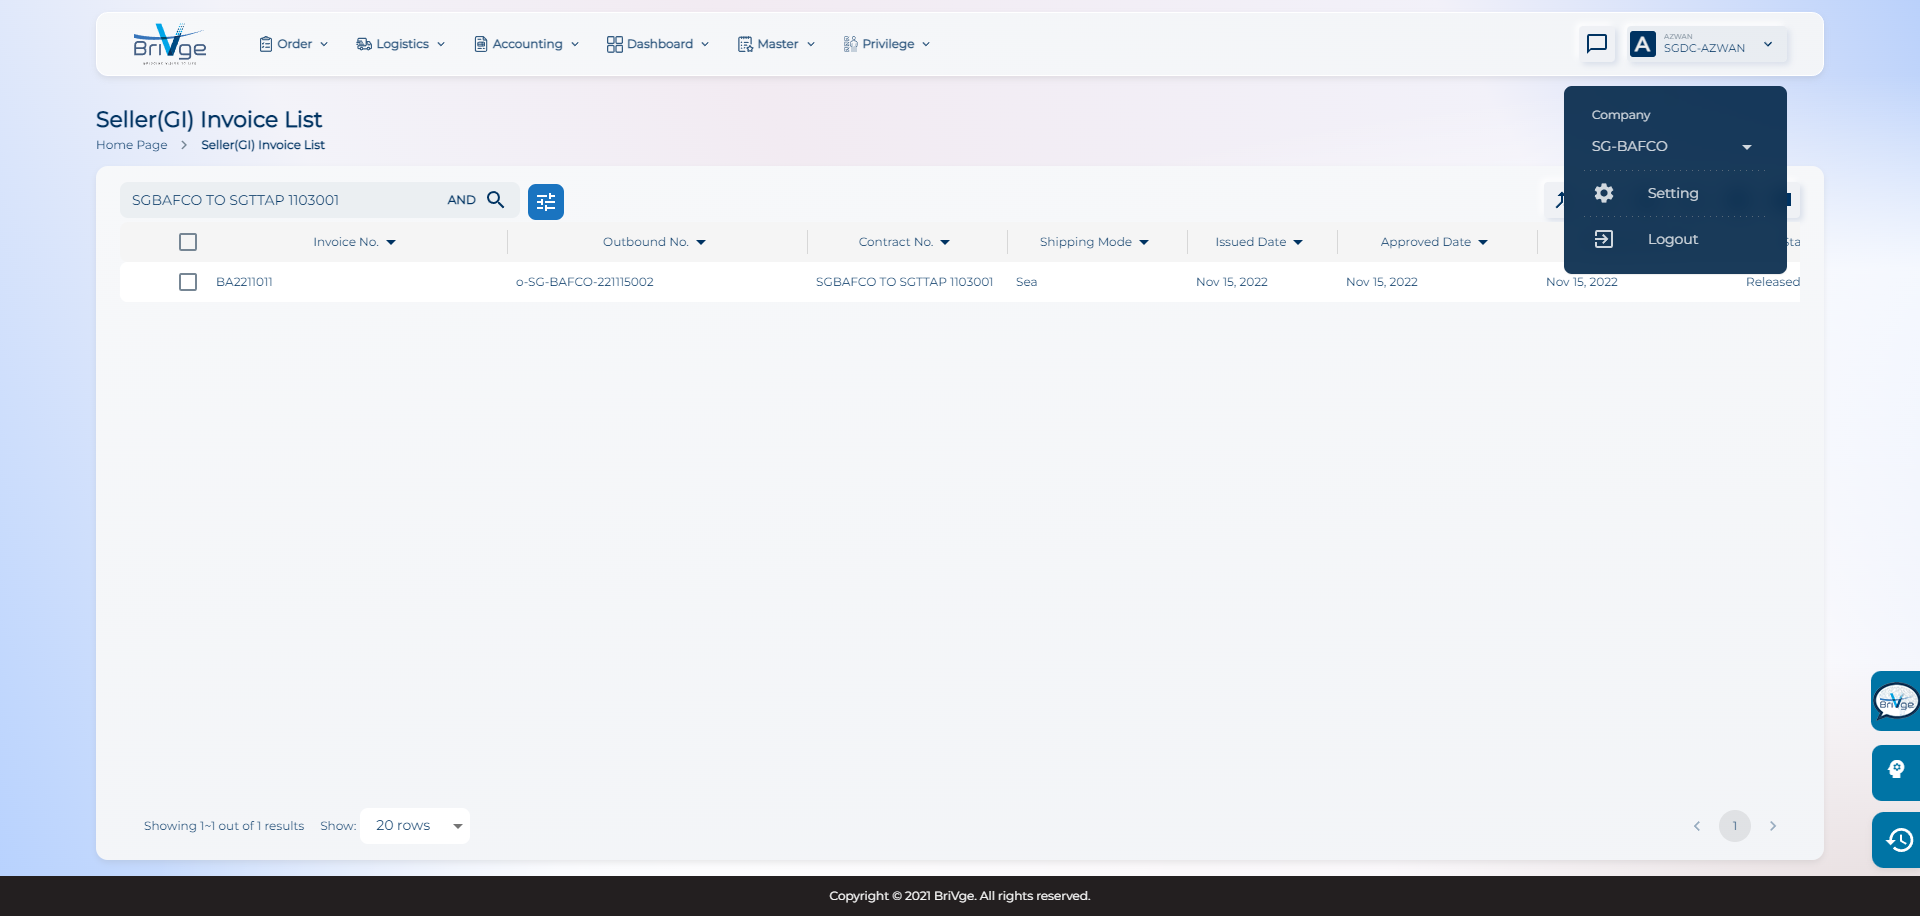 BriVge
Order
Logistics
Accounting
Dashboard
Master
Privilege
A
AZWAN
SGDC-AZWAN
Company
SG-BAFCO
Setting
Logout
Seller(GI) Invoice List
Home Page > Seller(GI) Invoice List
SGBAFCO TO SGTTAP 1103001 AND
Invoice No. Outbound No. Contract No. Shipping Mode Issued Date Approved Date Sta
BA2211011 o-SG-BAFCO-221115002 SGBAFCO TO SGTTAP 1103001 Sea Nov 15, 2022 Nov 15, 2022 Nov 15, 2022 Released
BriVge
Showing 1~1 out of 1 results Show: 20 rows
1
Copyright © 2021 BriVge. All rights reserved.